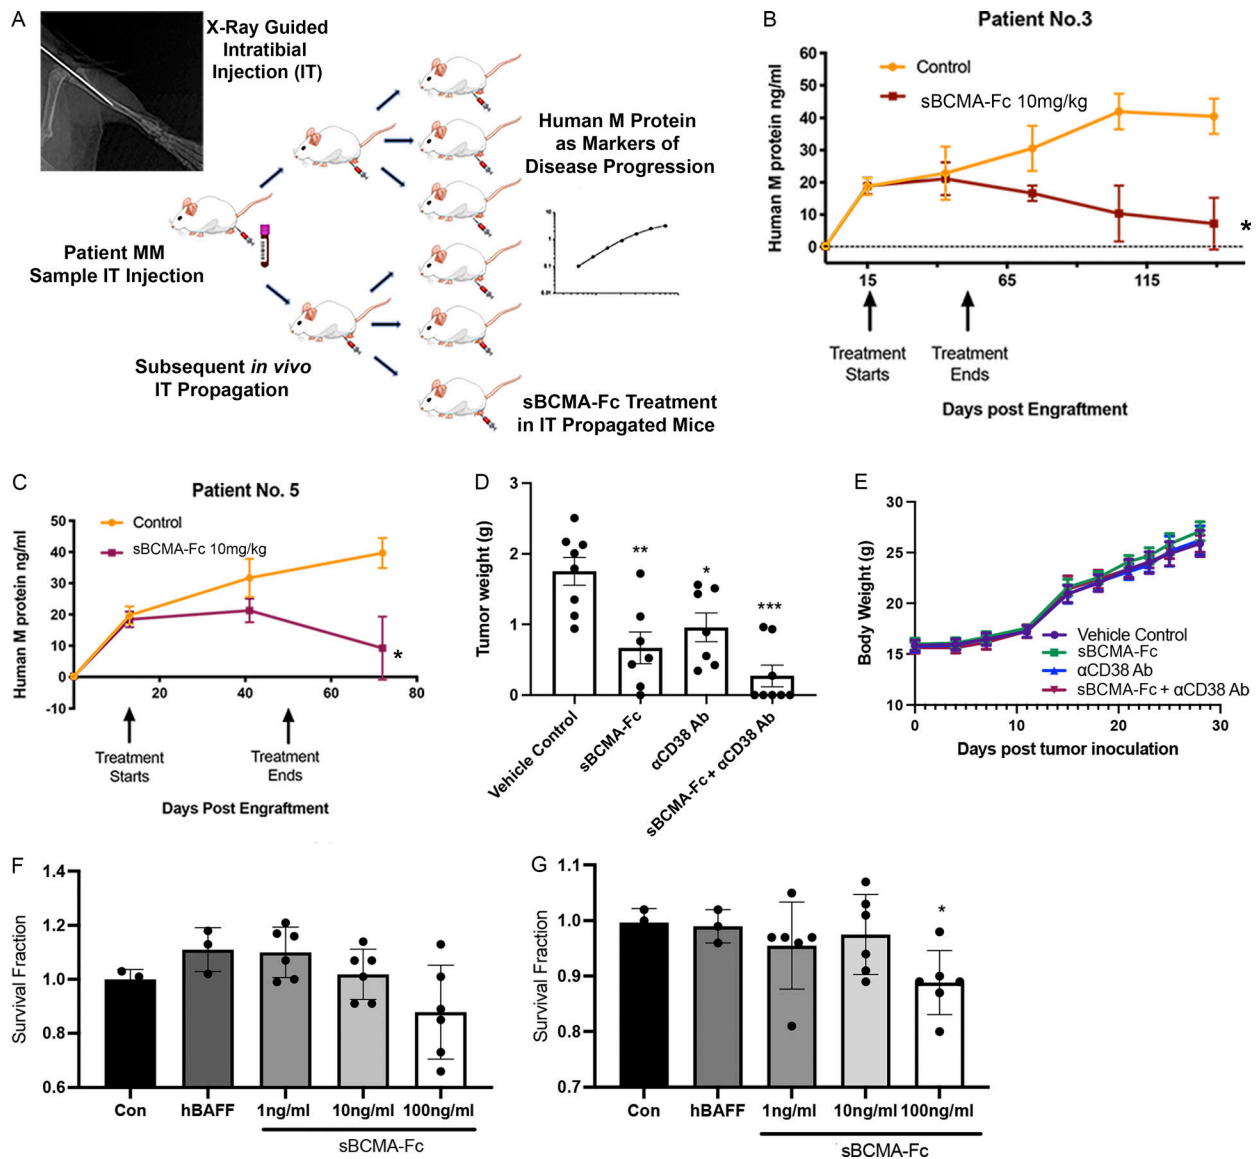 A
X-Ray Guided
Intratibial
Injection (IT)
Human M Protein
as Markers of
Disease Progression
10
1
0.1
0.01
Patient MM
Sample IT Injection
Subsequent in vivo
IT Propagation
sBCMA-Fc Treatment
in IT Propagated Mice
B
Patient No.3
Human M protein ng/ml
60
50
40
30
20
10
0
Control
sBCMA-Fc 10mg/kg
*
15
65
115
Treatment
Starts
Treatment
Ends
Days post Engraftment
C
Patient No. 5
Human M protein ng/ml
50
40
30
20
10
0
-10
Control
sBCMA-Fc 10mg/kg
*
20
40
60
80
Treatment
Starts
Treatment
Ends
Days Post Engraftment
D
Tumor weight (g)
3
2
1
0
**
*
***
Vehicle Control
sBCMA-Fc
αCD38 Ab
sBCMA-Fc + αCD38 Ab
E
Body Weight (g)
30
25
20
15
10
Vehicle Control
sBCMA-Fc
αCD38 Ab
sBCMA-Fc + αCD38 Ab
0
10
20
30
Days post tumor inoculation
F
Survival Fraction
1.4
1.2
1.0
0.8
0.6
Con
hBAFF
1ng/ml
10ng/ml
100ng/ml
sBCMA-Fc
G
Survival Fraction
1.1
1.0
0.9
0.8
0.7
*
Con
hBAFF
1ng/ml
10ng/ml
100ng/ml
sBCMA-Fc